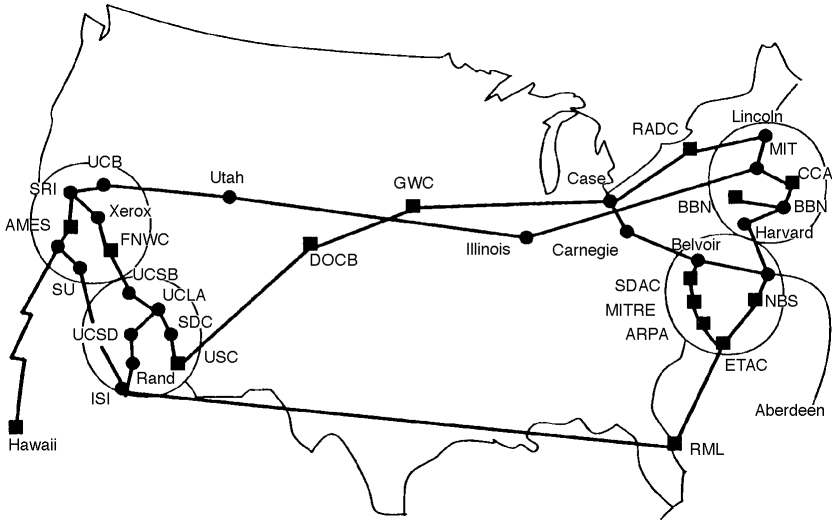 Lincoln
RADC
MIT
UCB
CCA
SRI
Utah
GWC
Case
BBN
BBN
Xerox
AMES
Harvard
FNWC
Illinois
Carnegie
Belvoir
DOCB
UCSB
SU
SDAC
UCLA
NBS
MITRE
SDC
UCSD
ARPA
USC
ETAC
Rand
ISI
Aberdeen
Hawaii
RML